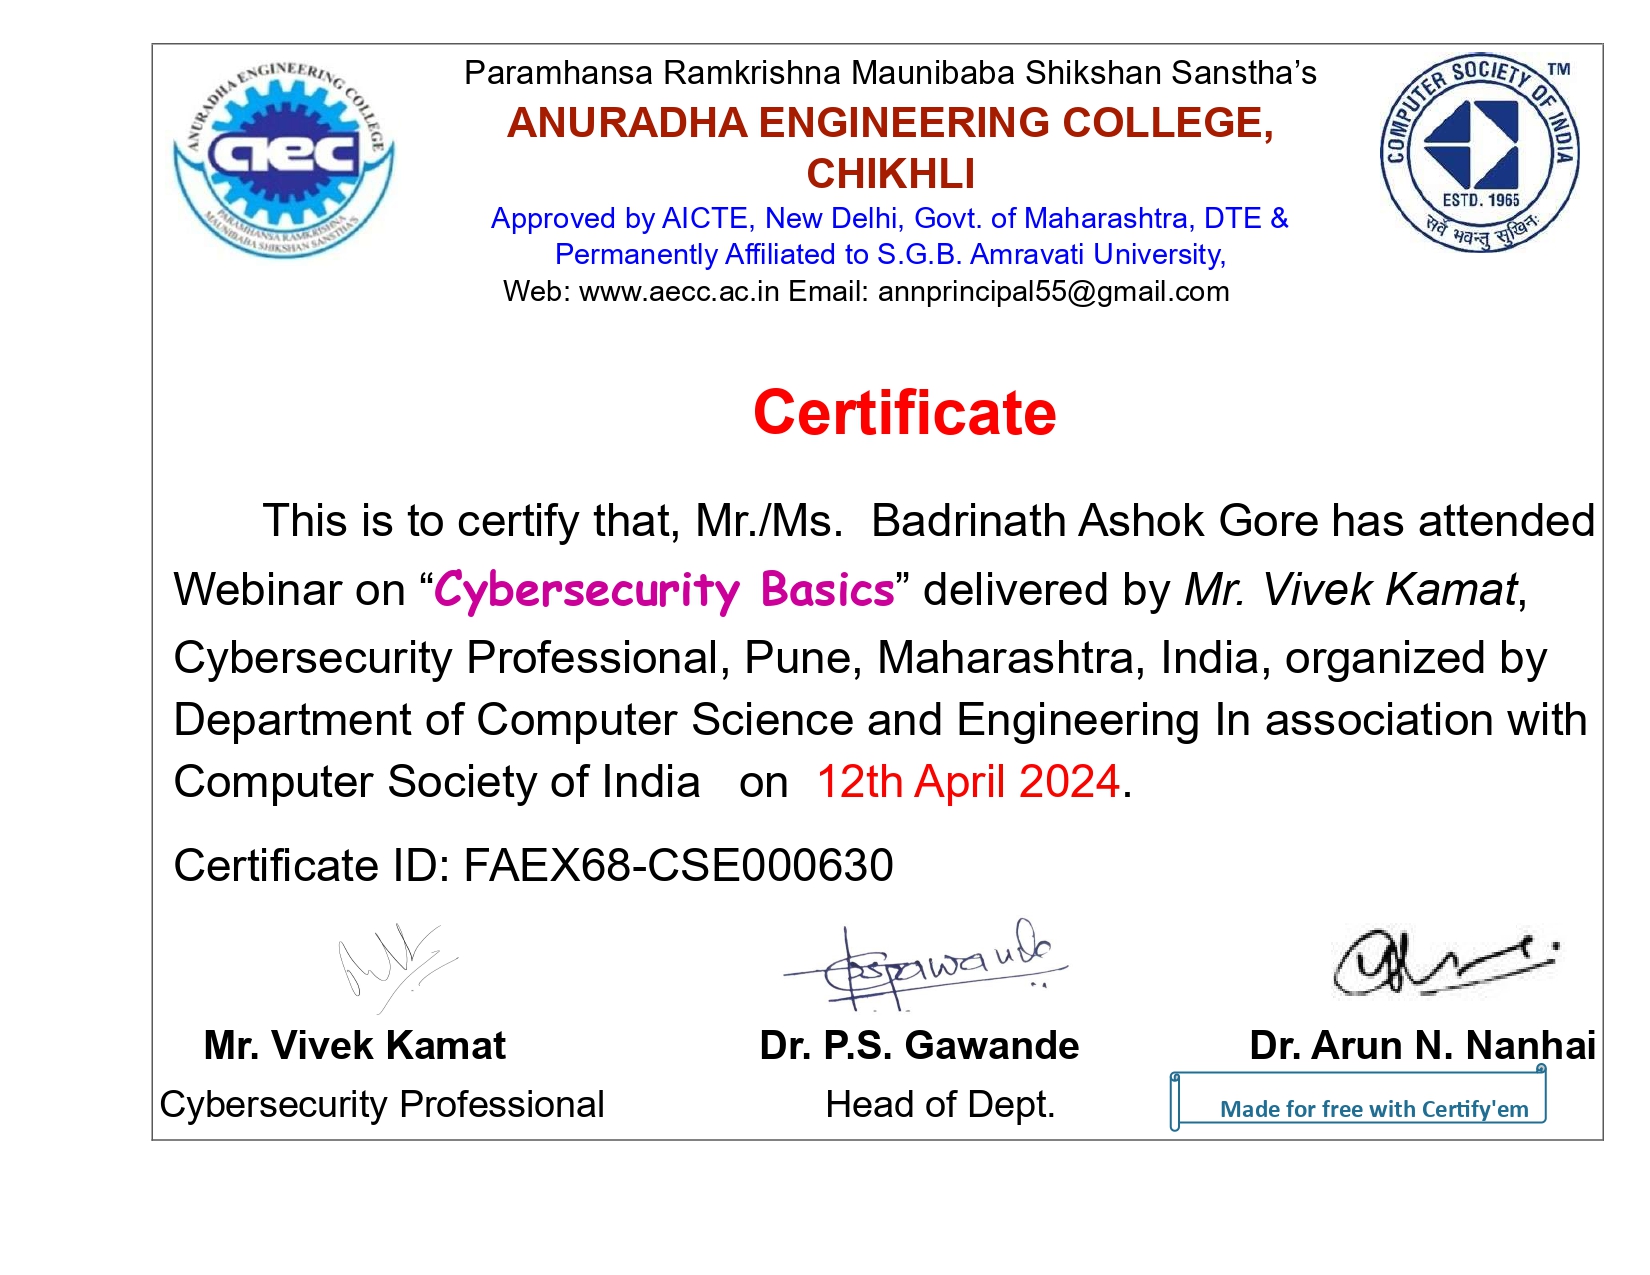 ANURADHA ENGINEERING COLLEGE
aec
PARAMHANSA RAMKRISHNA
MAUNIBABA SHIKSHAN SANSTHA'S
Paramhansa Ramkrishna Maunibaba Shikshan Sanstha’s
ANURADHA ENGINEERING COLLEGE,
CHIKHLI
Approved by AICTE, New Delhi, Govt. of Maharashtra, DTE &
Permanently Affiliated to S.G.B. Amravati University,
Web: www.aecc.ac.in Email: annprincipal55@gmail.com
COMPUTER SOCIETY OF INDIA
TM
ESTD. 1965
सर्वे भवन्तु सुखिनः
Certificate
This is to certify that, Mr./Ms.  Badrinath Ashok Gore has attended
Webinar on “Cybersecurity Basics” delivered by Mr. Vivek Kamat,
Cybersecurity Professional, Pune, Maharashtra, India, organized by
Department of Computer Science and Engineering In association with
Computer Society of India   on  12th April 2024.
Certificate ID: FAEX68-CSE000630
Mr. Vivek Kamat Dr. P.S. Gawande Dr. Arun N. Nanhai
Cybersecurity Professional Head of Dept. Made for free with Certify'em